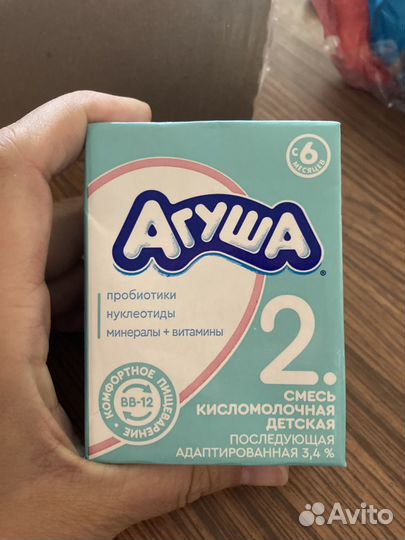 с 6
месяцев
Агуша
®
пробиотики
нуклеотиды
минералы + витамины
2.
КОМФОРТНОЕ ПИЩЕВАРЕНИЕ
BB-12
СМЕСЬ
КИСЛОМОЛОЧНАЯ
ДЕТСКАЯ
ПОСЛЕДУЮЩАЯ
АДАПТИРОВАННАЯ 3,4 %
Avito